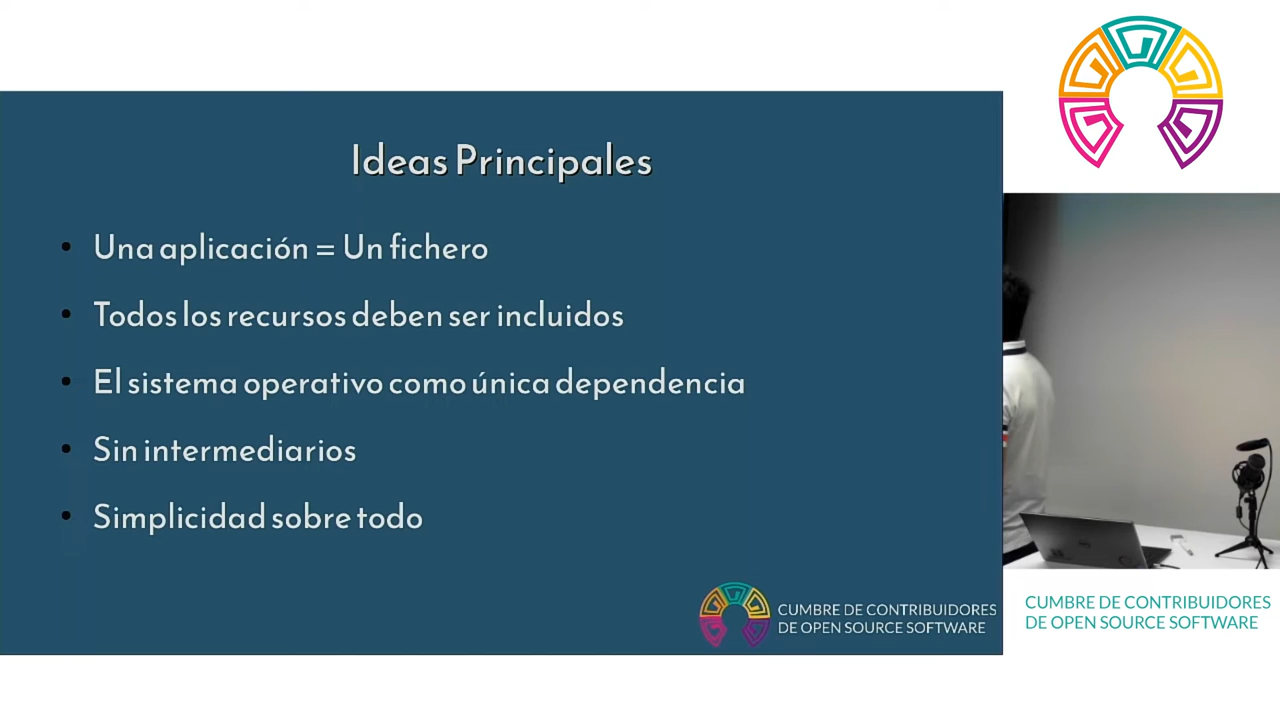 Ideas Principales
Una aplicación = Un fichero
Todos los recursos deben ser incluidos
El sistema operativo como única dependencia
Sin intermediarios
Simplicidad sobre todo
CUMBRE DE CONTRIBUIDORES
DE OPEN SOURCE SOFTWARE
CUMBRE DE CONTRIBUIDORES
DE OPEN SOURCE SOFTWARE